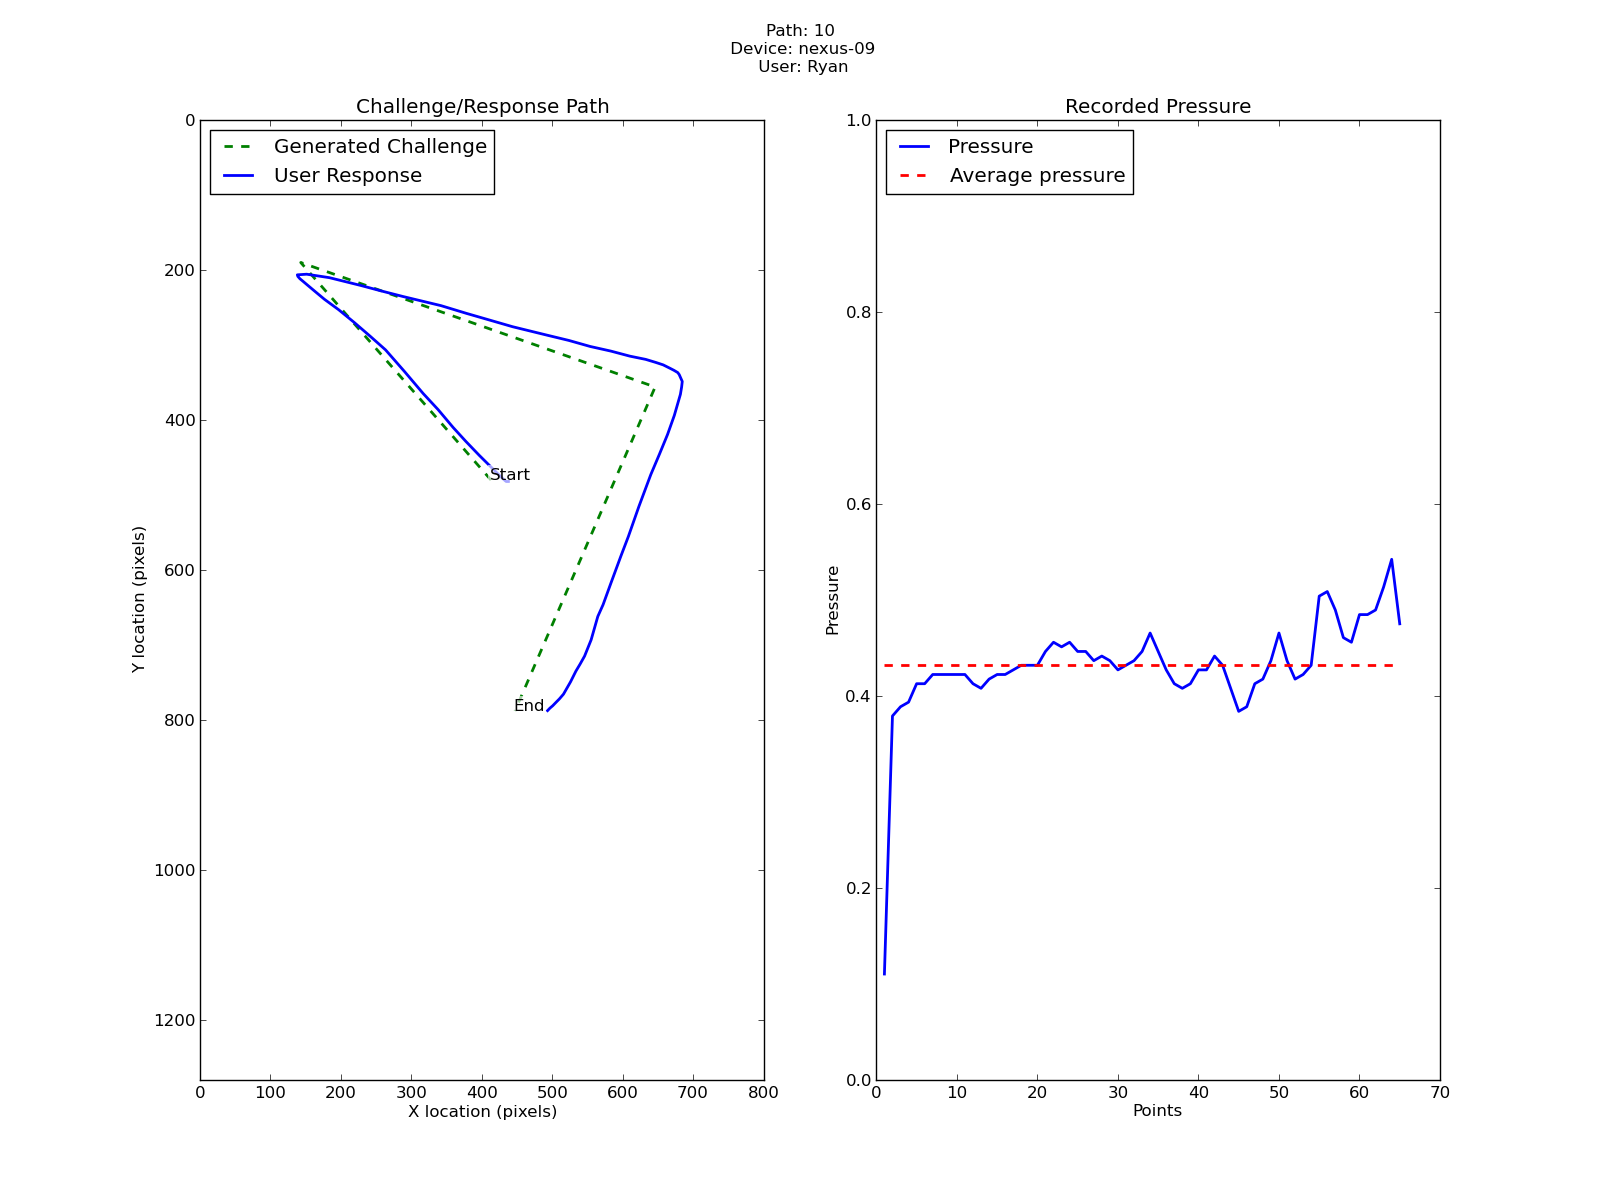 Path: 10
Device: nexus-09
User: Ryan
Challenge/Response Path
Generated Challenge
User Response
Start
End
Y location (pixels)
0
200
400
600
800
1000
1200
0 100 200 300 400 500 600 700 800
X location (pixels)
Recorded Pressure
Pressure
Average pressure
Pressure
1.0
0.8
0.6
0.4
0.2
0.0
0 10 20 30 40 50 60 70
Points